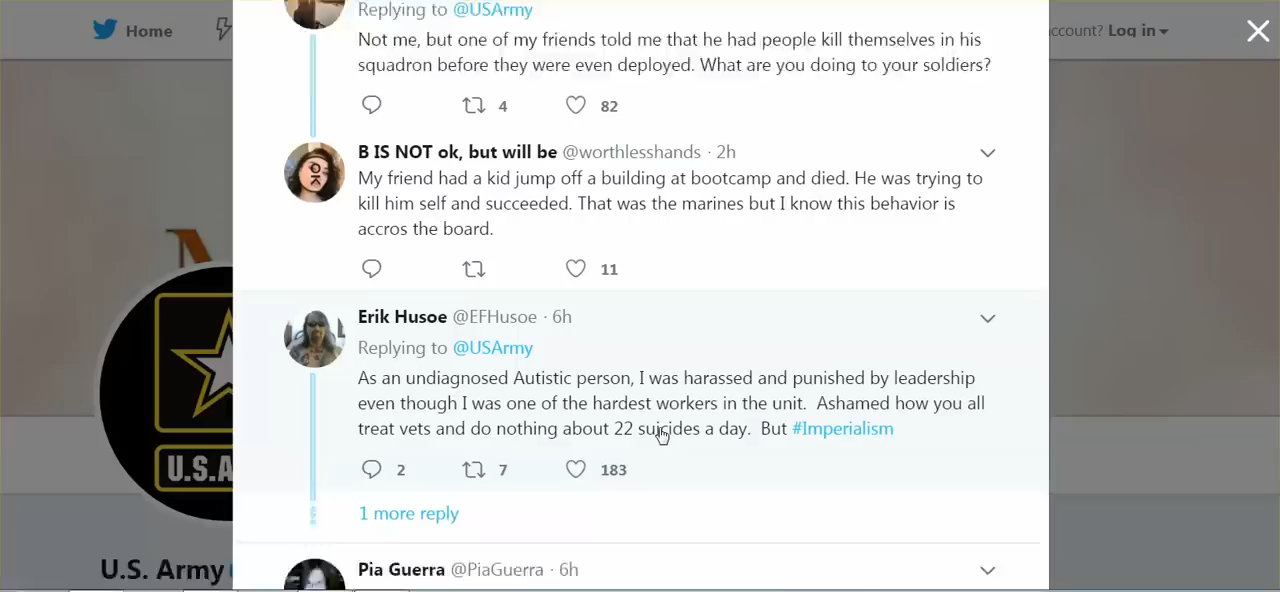 Home
ccount? Log in
Replying to @USArmy
Not me, but one of my friends told me that he had people kill themselves in his
squadron before they were even deployed. What are you doing to your soldiers?
4 82
B IS NOT ok, but will be @worthlesshands · 2h
My friend had a kid jump off a building at bootcamp and died. He was trying to
kill him self and succeeded. That was the marines but I know this behavior is
accros the board.
11
Erik Husoe @EFHusoe · 6h
Replying to @USArmy
As an undiagnosed Autistic person, I was harassed and punished by leadership
even though I was one of the hardest workers in the unit. Ashamed how you all
treat vets and do nothing about 22 suicides a day. But #Imperialism
2 7 183
1 more reply
Pia Guerra @PiaGuerra · 6h
U.S.A
U.S. Army